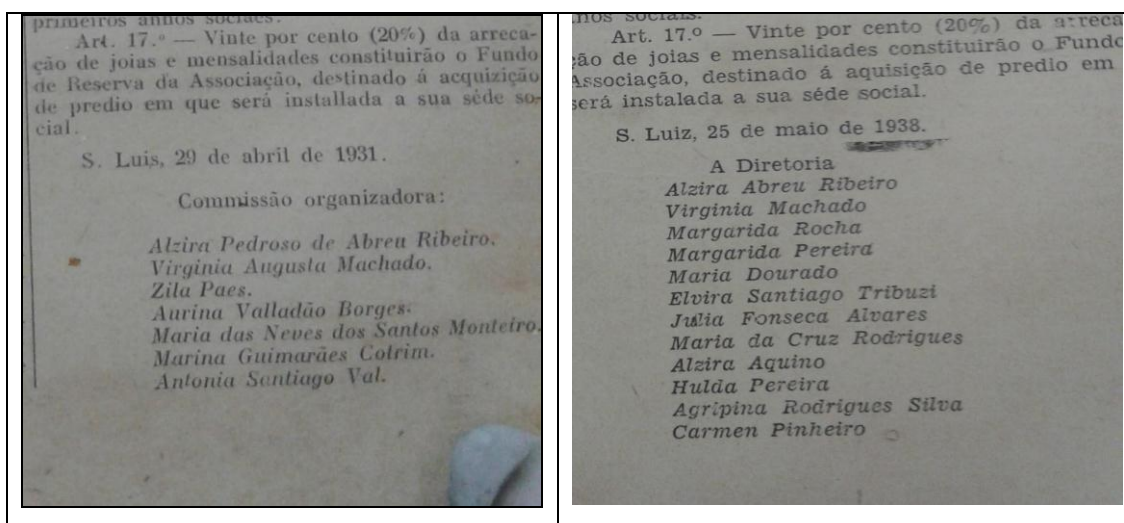 primeiros annos sociaes.
Art. 17.º — Vinte por cento (20%) da arreca-
ção de joias e mensalidades constituirão o Fundo
de Reserva da Associação, destinado á acquizição
de predio em que será installada a sua séde so-
cial.
S. Luis, 29 de abril de 1931.
Commissão organizadora:
Alzira Pedroso de Abreu Ribeiro.
Virginia Augusta Machado.
Zila Paes.
Aurina Valladão Borges.
Maria das Neves dos Santos Monteiro.
Marina Guimarães Cotrim.
Antonia Santiago Val.
nos sociais.
Art. 17.º — Vinte por cento (20%) da arreca
ão de joias e mensalidades constituirão o Fundo
Associação, destinado á aquisição de predio em
será instalada a sua séde social.
S. Luiz, 25 de maio de 1938.
A Diretoria
Alzira Abreu Ribeiro
Virginia Machado
Margarida Rocha
Margarida Pereira
Maria Dourado
Elvira Santiago Tribuzi
Julia Fonseca Alvares
Maria da Cruz Rodrigues
Alzira Aquino
Hulda Pereira
Agripina Rodrigues Silva
Carmen Pinheiro